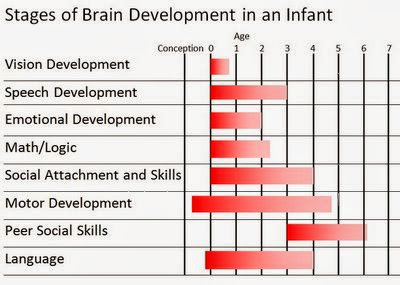 Stages of Brain Development in an Infant
Age
Conception 0 1 2 3 4 5 6 7
Vision Development
Speech Development
Emotional Development
Math/Logic
Social Attachment and Skills
Motor Development
Peer Social Skills
Language